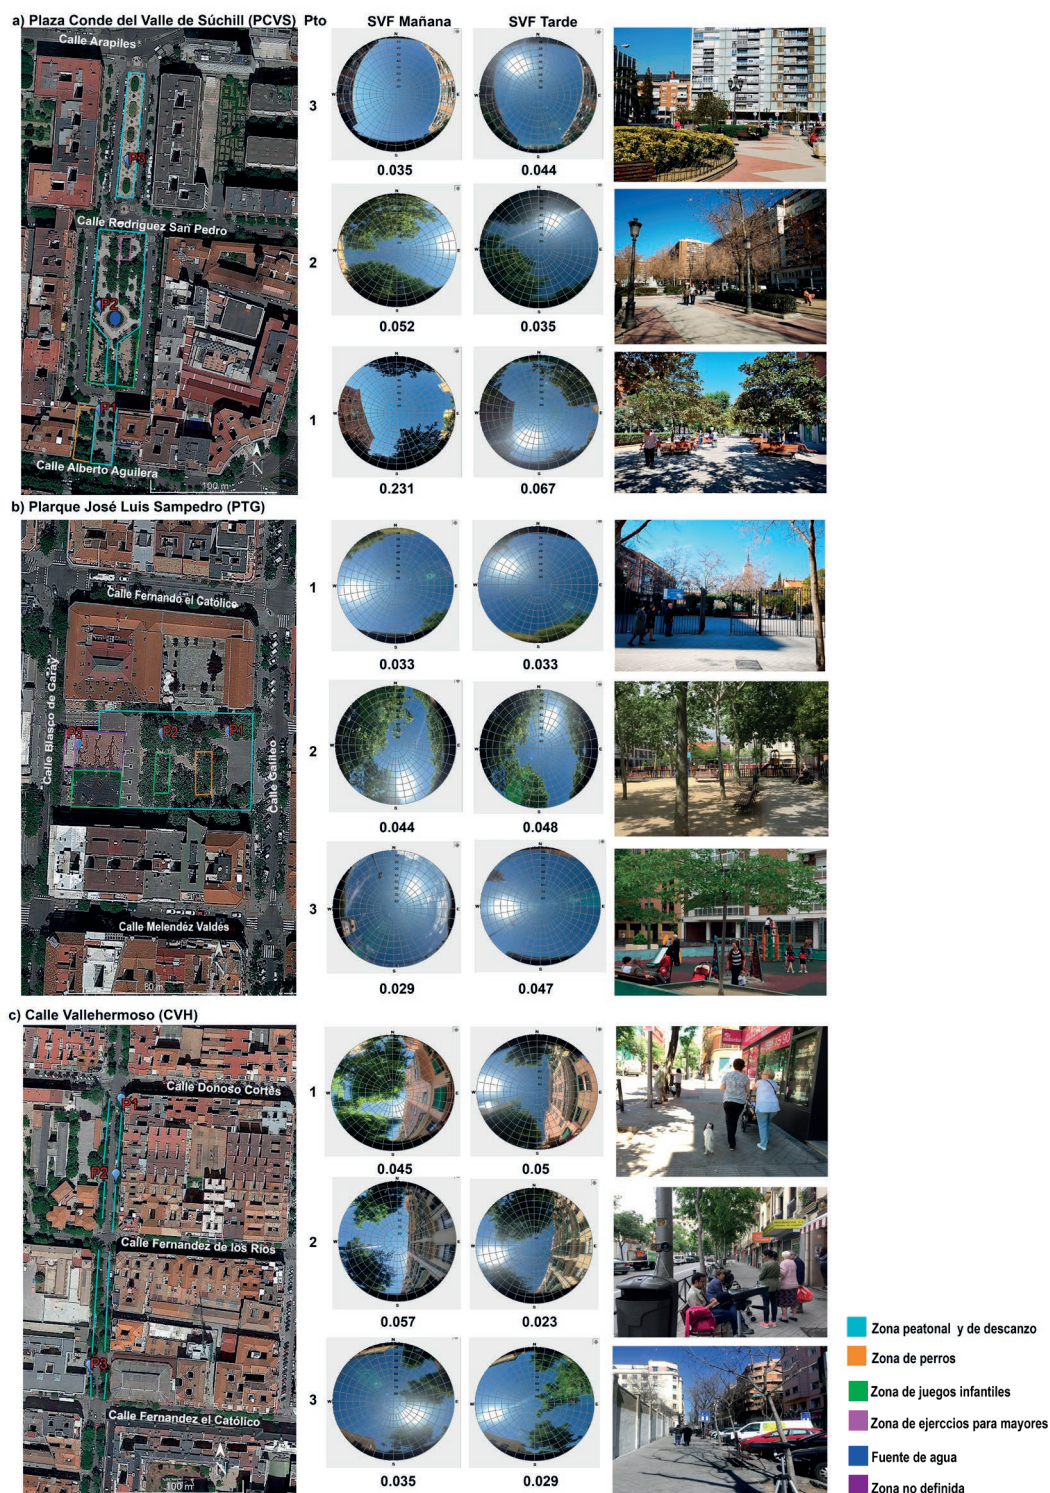 a) Plaza Conde del Valle de Súchill (PCVS) Pto SVF Mañana SVF Tarde
Calle Arapiles
3
P3
0.035 0.044
Calle Rodriguez San Pedro
2
P2
0.052 0.035
P1
1
Calle Alberto Aguilera
N
100 m
0.231 0.067
b) Plarque José Luis Sampedro (PTG)
1
Calle Fernando el Católico
0.033 0.033
Calle Blasco de Garay
P3 P2 P1
2
Calle Galileo
0.044 0.048
3
Calle Melendéz Valdés
60 m
0.029 0.047
c) Calle Vallehermoso (CVH)
1
Calle Donoso Cortés
P1
0.045 0.05
P2
2
Calle Fernandez de los Ríos
0.057 0.023
P3
3
Calle Fernandez el Católico
100 m
0.035 0.029
Zona peatonal y de descanzo
Zona de perros
Zona de juegos infantiles
Zona de ejerccios para mayores
Fuente de agua
Zona no definida